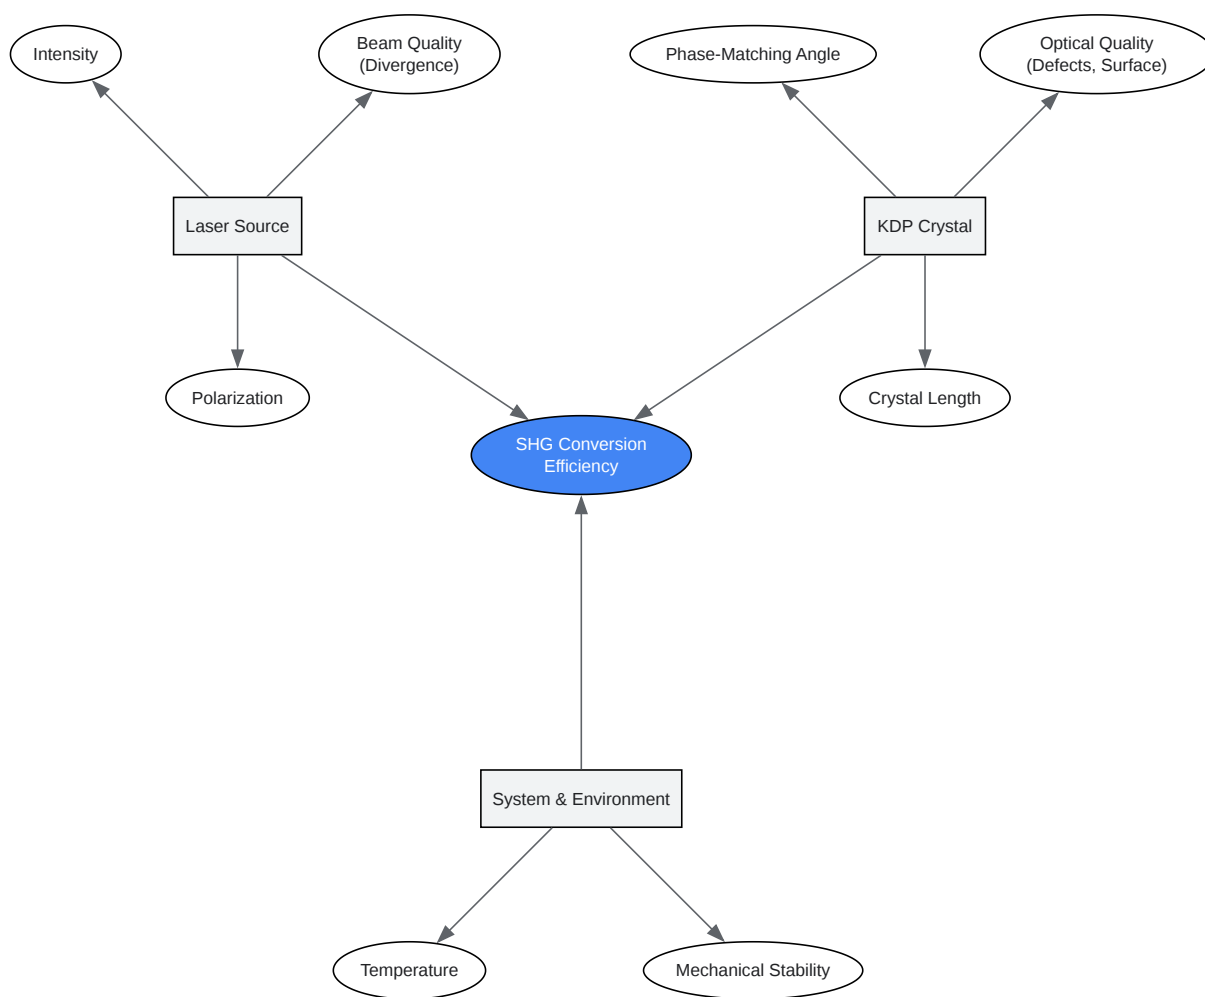 Intensity
Beam Quality
(Divergence)
Phase-Matching Angle
Optical Quality
(Defects, Surface)
Laser Source
KDP Crystal
Polarization
Crystal Length
SHG Conversion
Efficiency
System & Environment
Temperature
Mechanical Stability